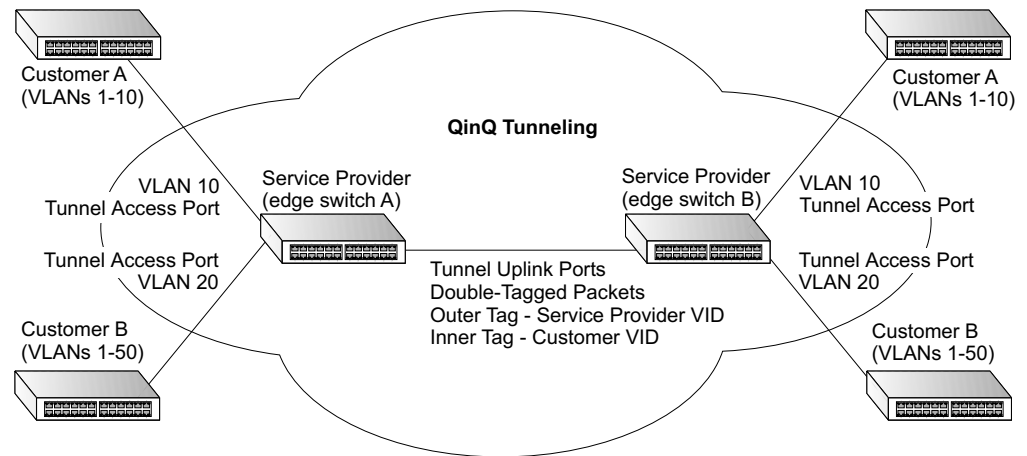 Customer A
(VLANs 1-10)
Customer A
(VLANs 1-10)
QinQ Tunneling
VLAN 10
Tunnel Access Port
Service Provider
(edge switch A)
Service Provider
(edge switch B)
VLAN 10
Tunnel Access Port
Tunnel Access Port
VLAN 20
Tunnel Uplink Ports
Double-Tagged Packets
Outer Tag - Service Provider VID
Inner Tag - Customer VID
Tunnel Access Port
VLAN 20
Customer B
(VLANs 1-50)
Customer B
(VLANs 1-50)